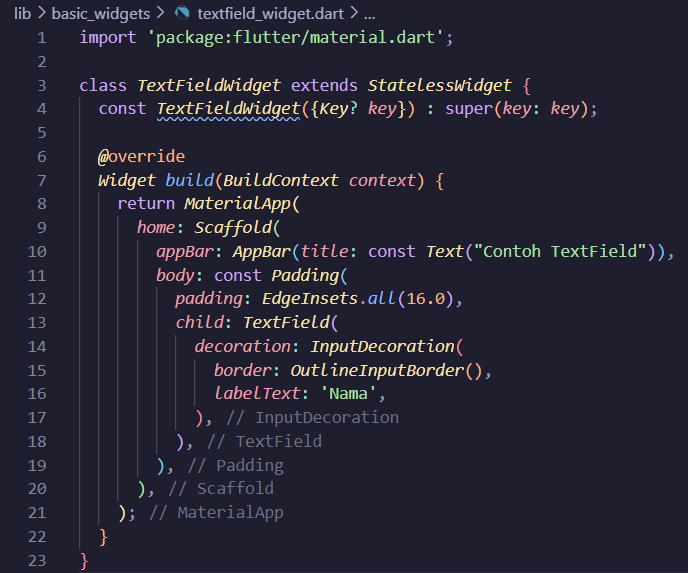 lib > basic_widgets > textfield_widget.dart > ...
1 import 'package:flutter/material.dart';
2
3 class TextFieldWidget extends StatelessWidget {
4   const TextFieldWidget({Key? key}) : super(key: key);
5
6   @override
7   Widget build(BuildContext context) {
8     return MaterialApp(
9       home: Scaffold(
10         appBar: AppBar(title: const Text("Contoh TextField")),
11         body: const Padding(
12           padding: EdgeInsets.all(16.0),
13           child: TextField(
14             decoration: InputDecoration(
15               border: OutlineInputBorder(),
16               labelText: 'Nama',
17             ), // InputDecoration
18           ), // TextField
19         ), // Padding
20       ), // Scaffold
21     ); // MaterialApp
22   }
23 }